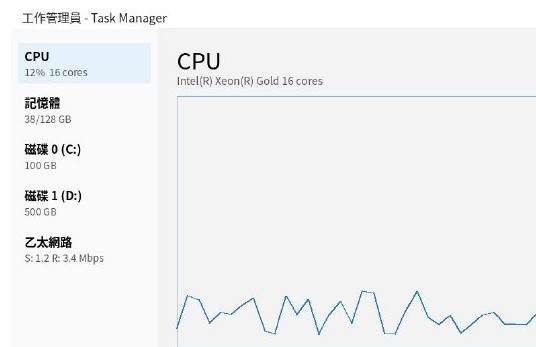 工作管理員 - Task Manager
CPU
12% 16 cores
記憶體
38/128 GB
磁碟 0 (C:)
100 GB
磁碟 1 (D:)
500 GB
乙太網路
S: 1.2 R: 3.4 Mbps
CPU
Intel(R) Xeon(R) Gold 16 cores